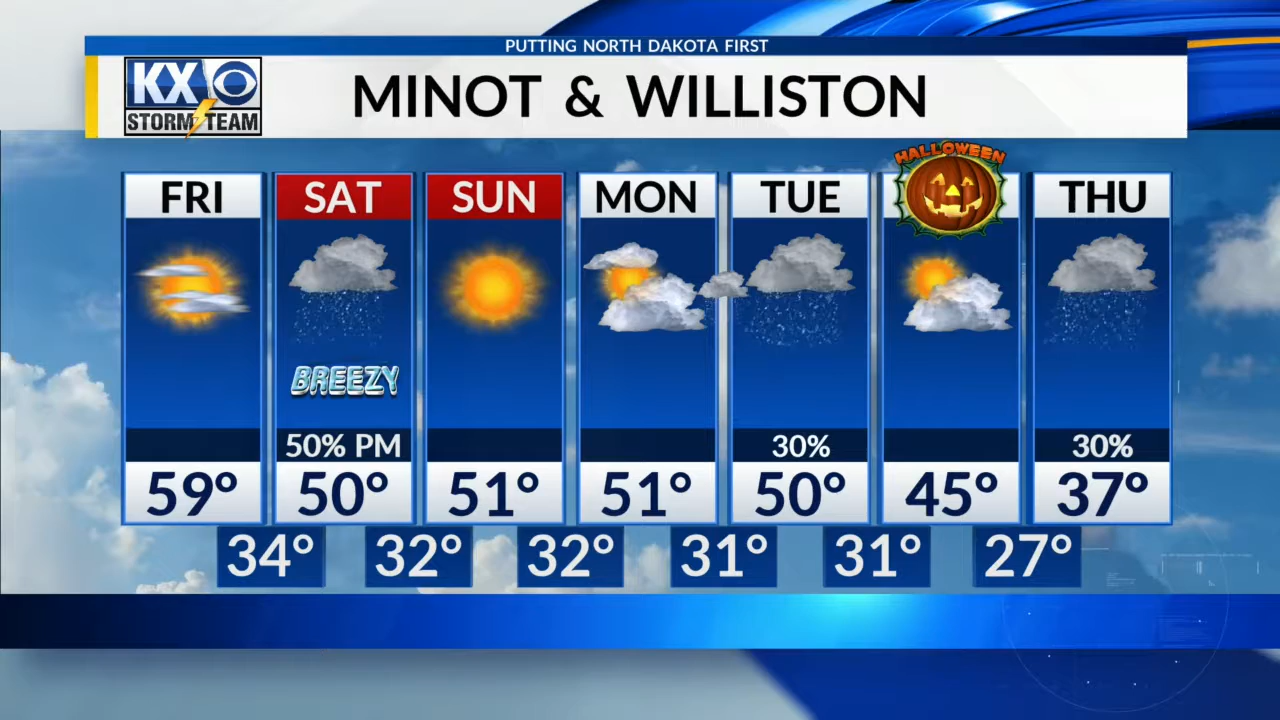 PUTTING NORTH DAKOTA FIRST
KX
STORM TEAM
MINOT & WILLISTON
HALLOWEEN
FRI SAT SUN MON TUE THU
BREEZY
50% PM 30% 30%
59° 50° 51° 51° 50° 45° 37°
34° 32° 32° 31° 31° 27°